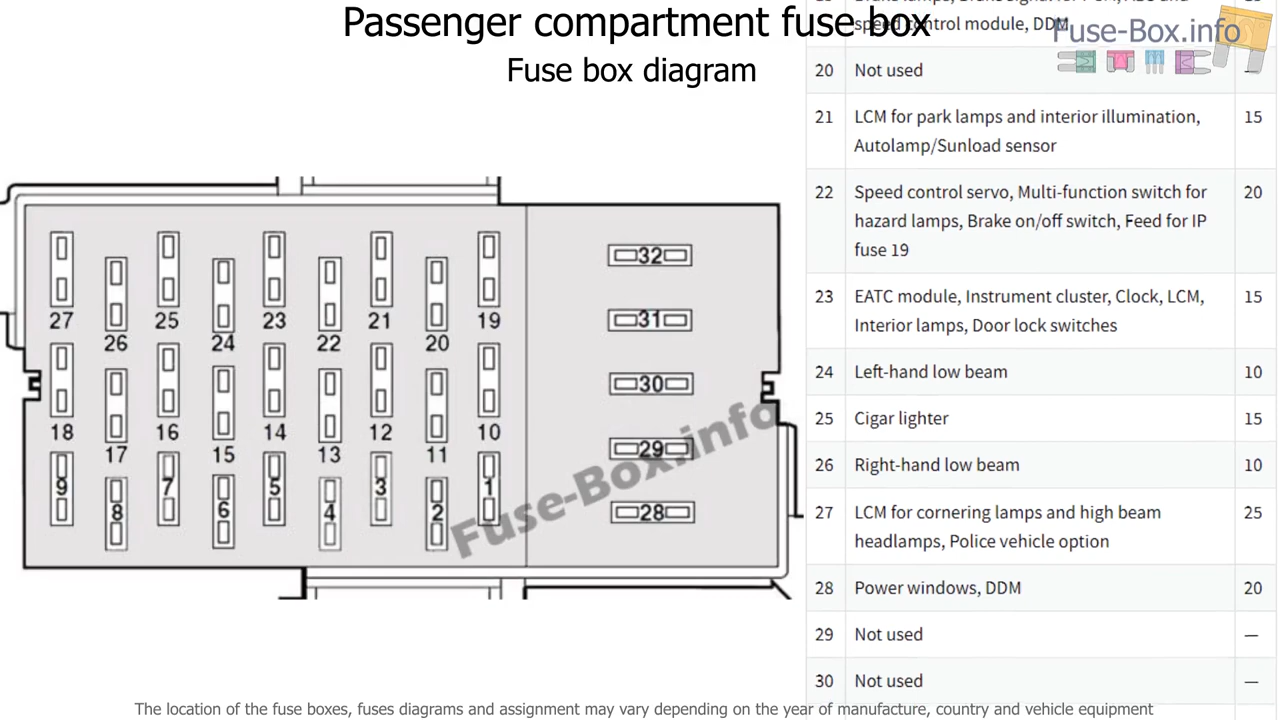 Passenger compartment fuse box
Fuse box diagram
Fuse-Box.info
speed control module, DDM
20 Not used —
21 LCM for park lamps and interior illumination, 15
Autolamp/Sunload sensor
22 Speed control servo, Multi-function switch for 20
hazard lamps, Brake on/off switch, Feed for IP
fuse 19
23 EATC module, Instrument cluster, Clock, LCM, 15
Interior lamps, Door lock switches
24 Left-hand low beam 10
25 Cigar lighter 15
26 Right-hand low beam 10
27 LCM for cornering lamps and high beam 25
headlamps, Police vehicle option
28 Power windows, DDM 20
29 Not used —
30 Not used —
32
27 25 23 21 19
31
26 24 22 20
30
18 16 14 12 10
17 15 13 11
29
9 7 5 3 1
8 6 4 2
28
Fuse-Box.info
The location of the fuse boxes, fuses diagrams and assignment may vary depending on the year of manufacture, country and vehicle equipment